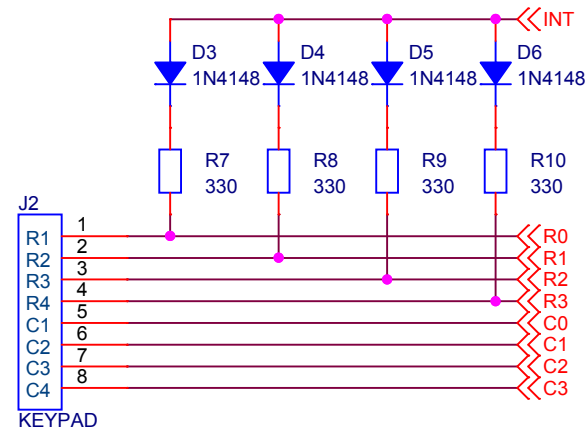 INT
D3 D4 D5 D6
1N4148 1N4148 1N4148 1N4148
R7 R8 R9 R10
330 330 330 330
J2
R1 1 R0
R2 2 R1
R3 3 R2
R4 4 R3
C1 5 C0
C2 6 C1
C3 7 C2
C4 8 C3
KEYPAD